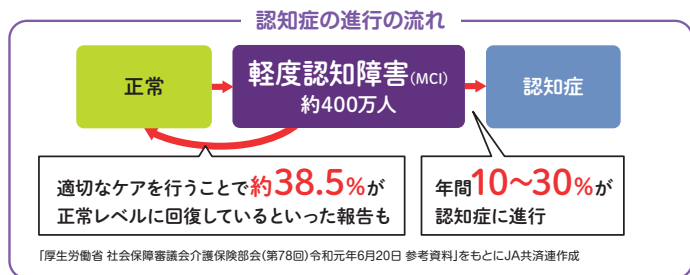 認知症の進行の流れ
正常
軽度認知障害(MCI)
約400万人
認知症
適切なケアを行うことで約38.5%が
正常レベルに回復しているといった報告も
年間10〜30%が
認知症に進行
「厚生労働省 社会保障審議会介護保険部会(第78回)令和元年6月20日 参考資料」をもとにJA共済連作成